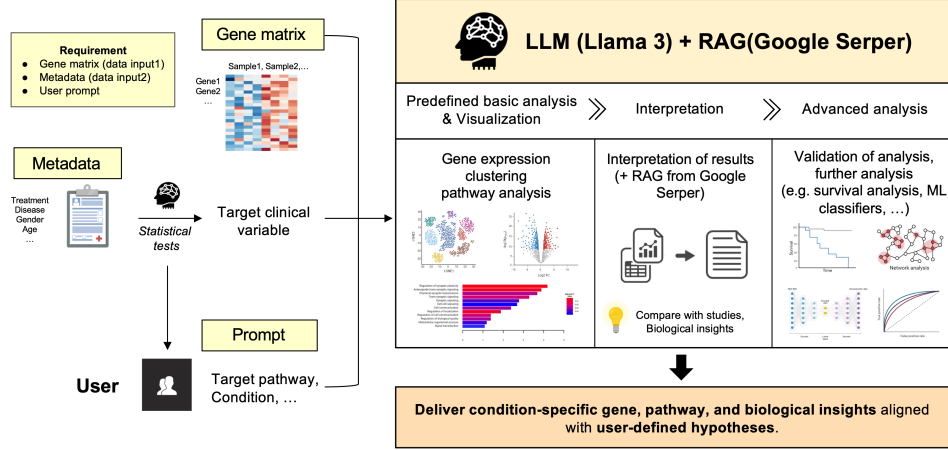 Requirement
● Gene matrix (data input1)
● Metadata (data input2)
● User prompt
Gene matrix
Sample1, Sample2,…
Gene1
Gene2
…
Metadata
Treatment
Disease
Gender
Age
…
Statistical
tests
Target clinical
variable
Prompt
User
Target pathway,
Condition, …
LLM (Llama 3) + RAG(Google Serper)
Predefined basic analysis
& Visualization
Interpretation
Advanced analysis
Gene expression
clustering
pathway analysis
Interpretation of results
(+ RAG from Google
Serper)
Compare with studies,
Biological insights
Validation of analysis,
further analysis
(e.g. survival analysis, ML
classifiers, …)
Survival
Time
Network analysis
Deliver condition-specific gene, pathway, and biological insights aligned
with user-defined hypotheses.